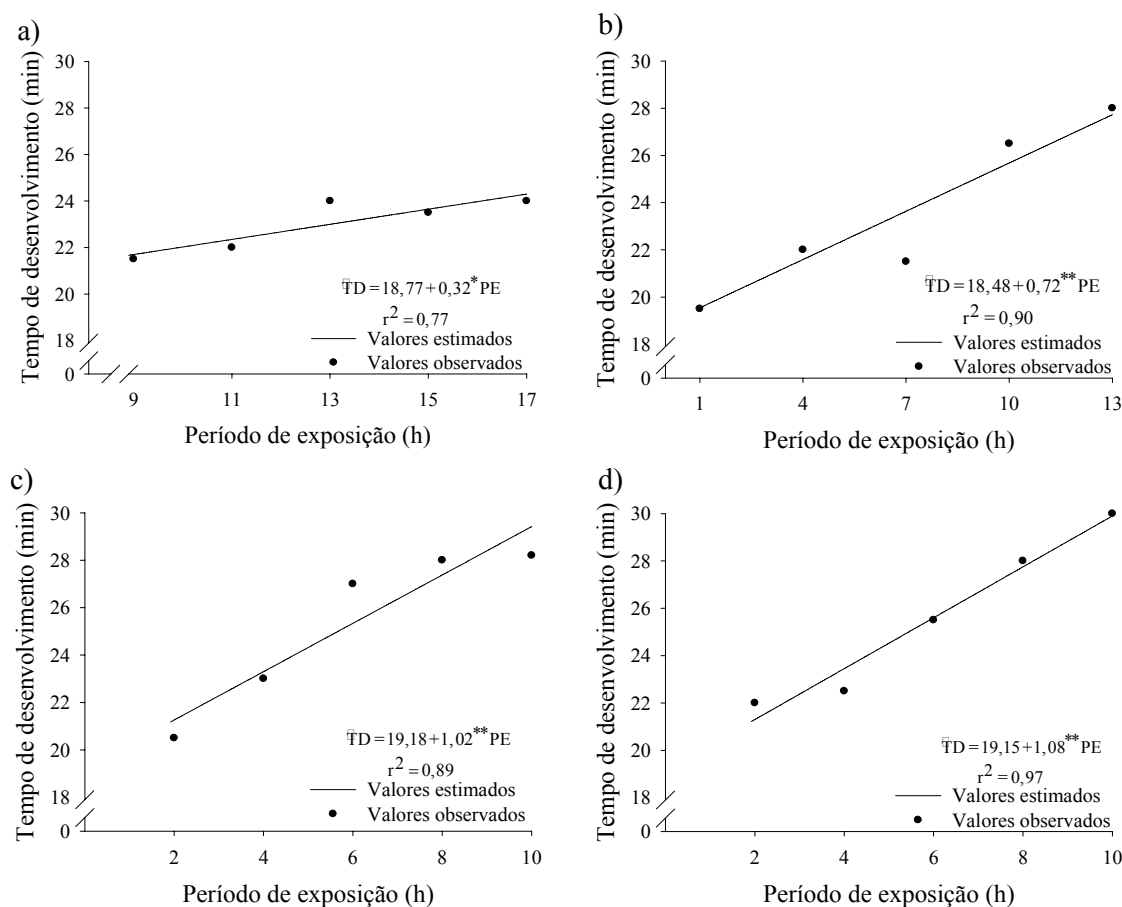 a)
Tempo de desenvolvimento (min)
30
28
26
24
22
20
18
0
TD = 18,77 + 0,32* PE
r² = 0,77
Valores estimados
Valores observados
9 11 13 15 17
Período de exposição (h)
b)
Tempo de desenvolvimento (min)
30
28
26
24
22
20
18
0
TD = 18,48 + 0,72** PE
r² = 0,90
Valores estimados
Valores observados
1 4 7 10 13
Período de exposição (h)
c)
Tempo de desenvolvimento (min)
30
28
26
24
22
20
18
0
TD = 19,18 + 1,02** PE
r² = 0,89
Valores estimados
Valores observados
2 4 6 8 10
Período de exposição (h)
d)
Tempo de desenvolvimento (min)
30
28
26
24
22
20
18
0
TD = 19,15 + 1,08** PE
r² = 0,97
Valores estimados
Valores observados
2 4 6 8 10
Período de exposição (h)